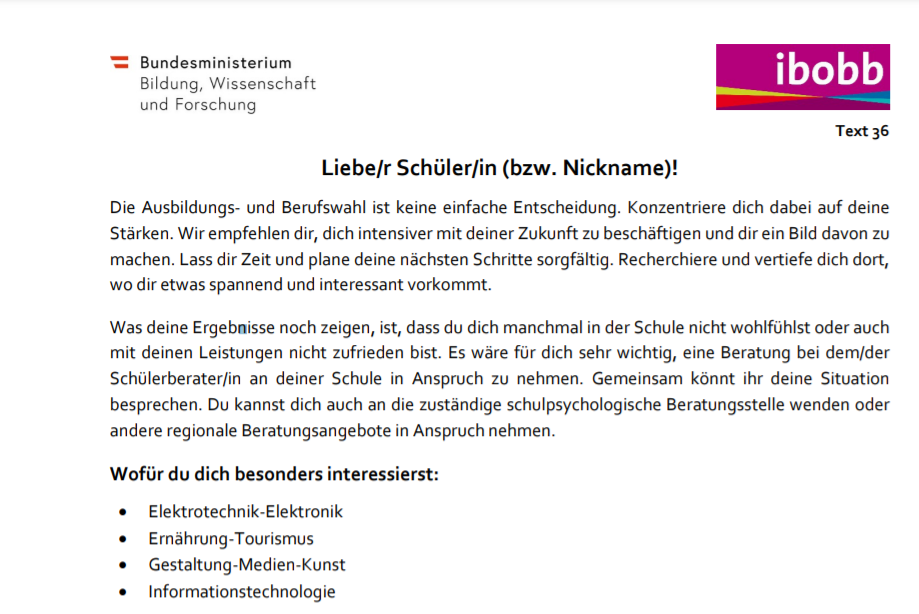 Bundesministerium
Bildung, Wissenschaft
und Forschung
ibobb
Text 36
Liebe/r Schüler/in (bzw. Nickname)!
Die Ausbildungs- und Berufswahl ist keine einfache Entscheidung. Konzentriere dich dabei auf deine
Stärken. Wir empfehlen dir, dich intensiver mit deiner Zukunft zu beschäftigen und dir ein Bild davon zu
machen. Lass dir Zeit und plane deine nächsten Schritte sorgfältig. Recherchiere und vertiefe dich dort,
wo dir etwas spannend und interessant vorkommt.
Was deine Ergebnisse noch zeigen, ist, dass du dich manchmal in der Schule nicht wohlfühlst oder auch
mit deinen Leistungen nicht zufrieden bist. Es wäre für dich sehr wichtig, eine Beratung bei dem/der
Schülerberater/in an deiner Schule in Anspruch zu nehmen. Gemeinsam könnt ihr deine Situation
besprechen. Du kannst dich auch an die zuständige schulpsychologische Beratungsstelle wenden oder
andere regionale Beratungsangebote in Anspruch nehmen.
Wofür du dich besonders interessierst:
• Elektrotechnik-Elektronik
• Ernährung-Tourismus
• Gestaltung-Medien-Kunst
• Informationstechnologie